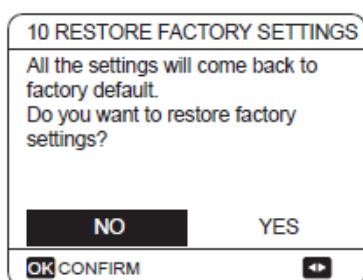 10 RESTORE FACTORY SETTINGS
All the settings will come back to
factory default.
Do you want to restore factory
settings?
NO YES
OK CONFIRM